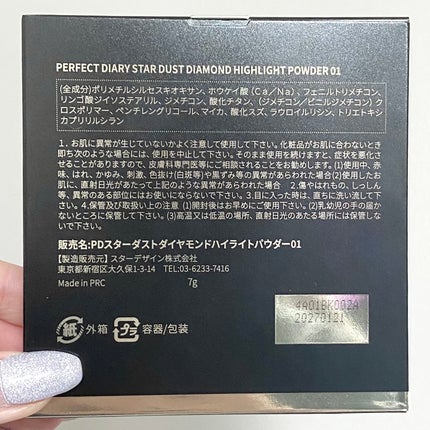 PERFECT DIARY STAR DUST DIAMOND HIGHLIGHT POWDER 01
(全成分)ポリメチルシルセスキオキサン、ホウケイ酸(Ca/Na)、フェニルトリメチコン、
リンゴ酸ジイソステアリル、ジメチコン、酸化チタン、(ジメチコン/ビニルジメチコン)ク
ロスポリマー、ペンチレングリコール、マイカ、酸化スズ、ラウロイルリシン、トリエトキシ
カプリリルシラン
1. お肌に異常が生じていないかよく注意して使用して下さい。化粧品がお肌に合わないとき
即ち次のような場合には、使用を中止して下さい。そのまま使用を続けますと、症状を悪化さ
せることがありますので、皮膚科専門医等にご相談されることをお勧めします。(1)使用中、赤
味、はれ、かゆみ、刺激、色抜け(白斑等)や黒ずみ等の異常があらわれた場合(2)使用したお
肌に、直射日光があたって上記のような異常があらわれた場合 2.傷やはれもの、しっしん
等、異常のある部位にはお使いにならないで下さい。3.目に入った時は、直ちに洗い流して下
さい。4.保管及び取扱い上の注意 (1)開封後はお早めにご使用下さい。(2)乳幼児の手の届か
ないところに保管して下さい。(3)高温又は低温の場所、直射日光のあたる場所には保管しな
いで下さい。
販売名:PDスターダストダイヤモンドハイライトパウダー01
【製造販売元】スターデザイン株式会社
東京都新宿区大久保1-3-14 TEL:03-6233-7416
Made in PRC 7g
紙 外箱 プラ 容器/包装
4A01BK002A
20270121